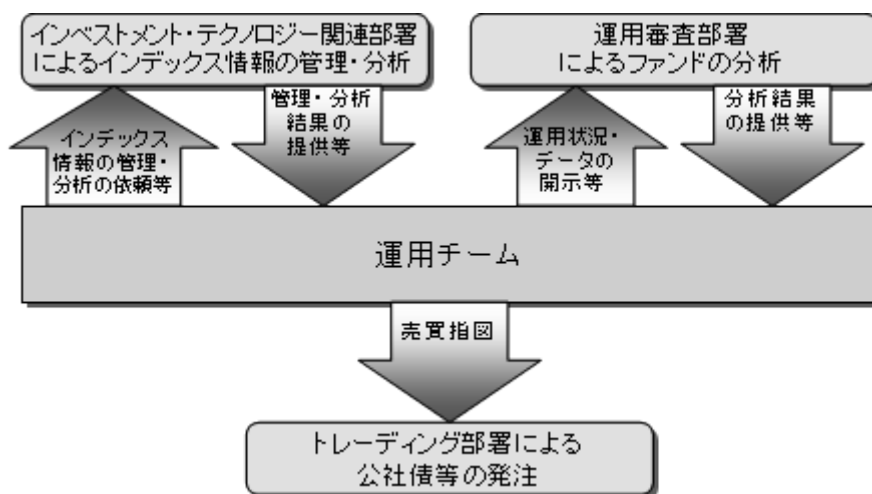 インベストメント・テクノロジー関連部署
によるインデックス情報の管理・分析
運用審査部署
によるファンドの分析
インデックス
情報の管理・
分析の依頼等
管理・分析
結果の
提供等
運用状況・
データの
開示等
分析結果
の提供等
運用チーム
売買指図
トレーディング部署による
公社債等の発注